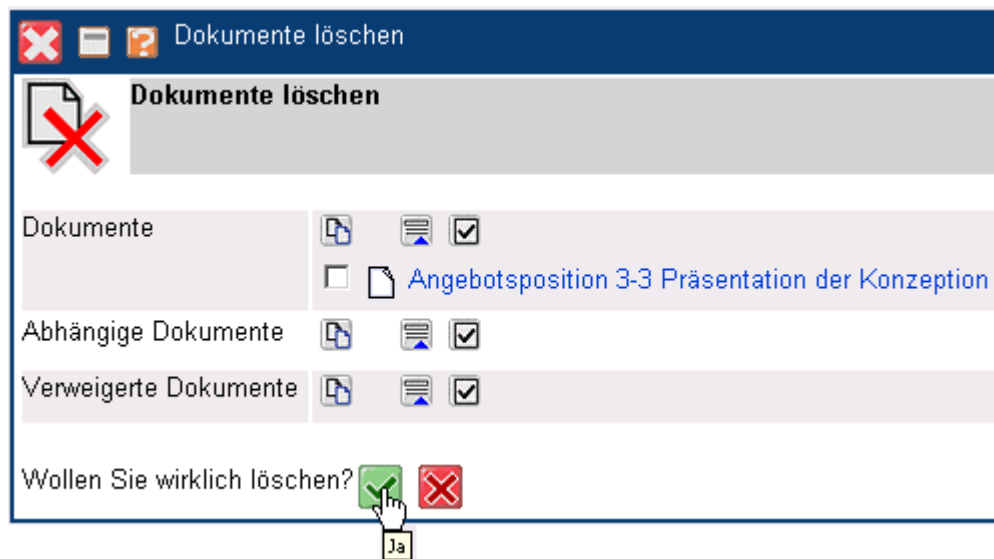 Dokumente löschen
Dokumente löschen
Dokumente
Angebotsposition 3-3 Präsentation der Konzeption
Abhängige Dokumente
Verweigerte Dokumente
Wollen Sie wirklich löschen?
Ja